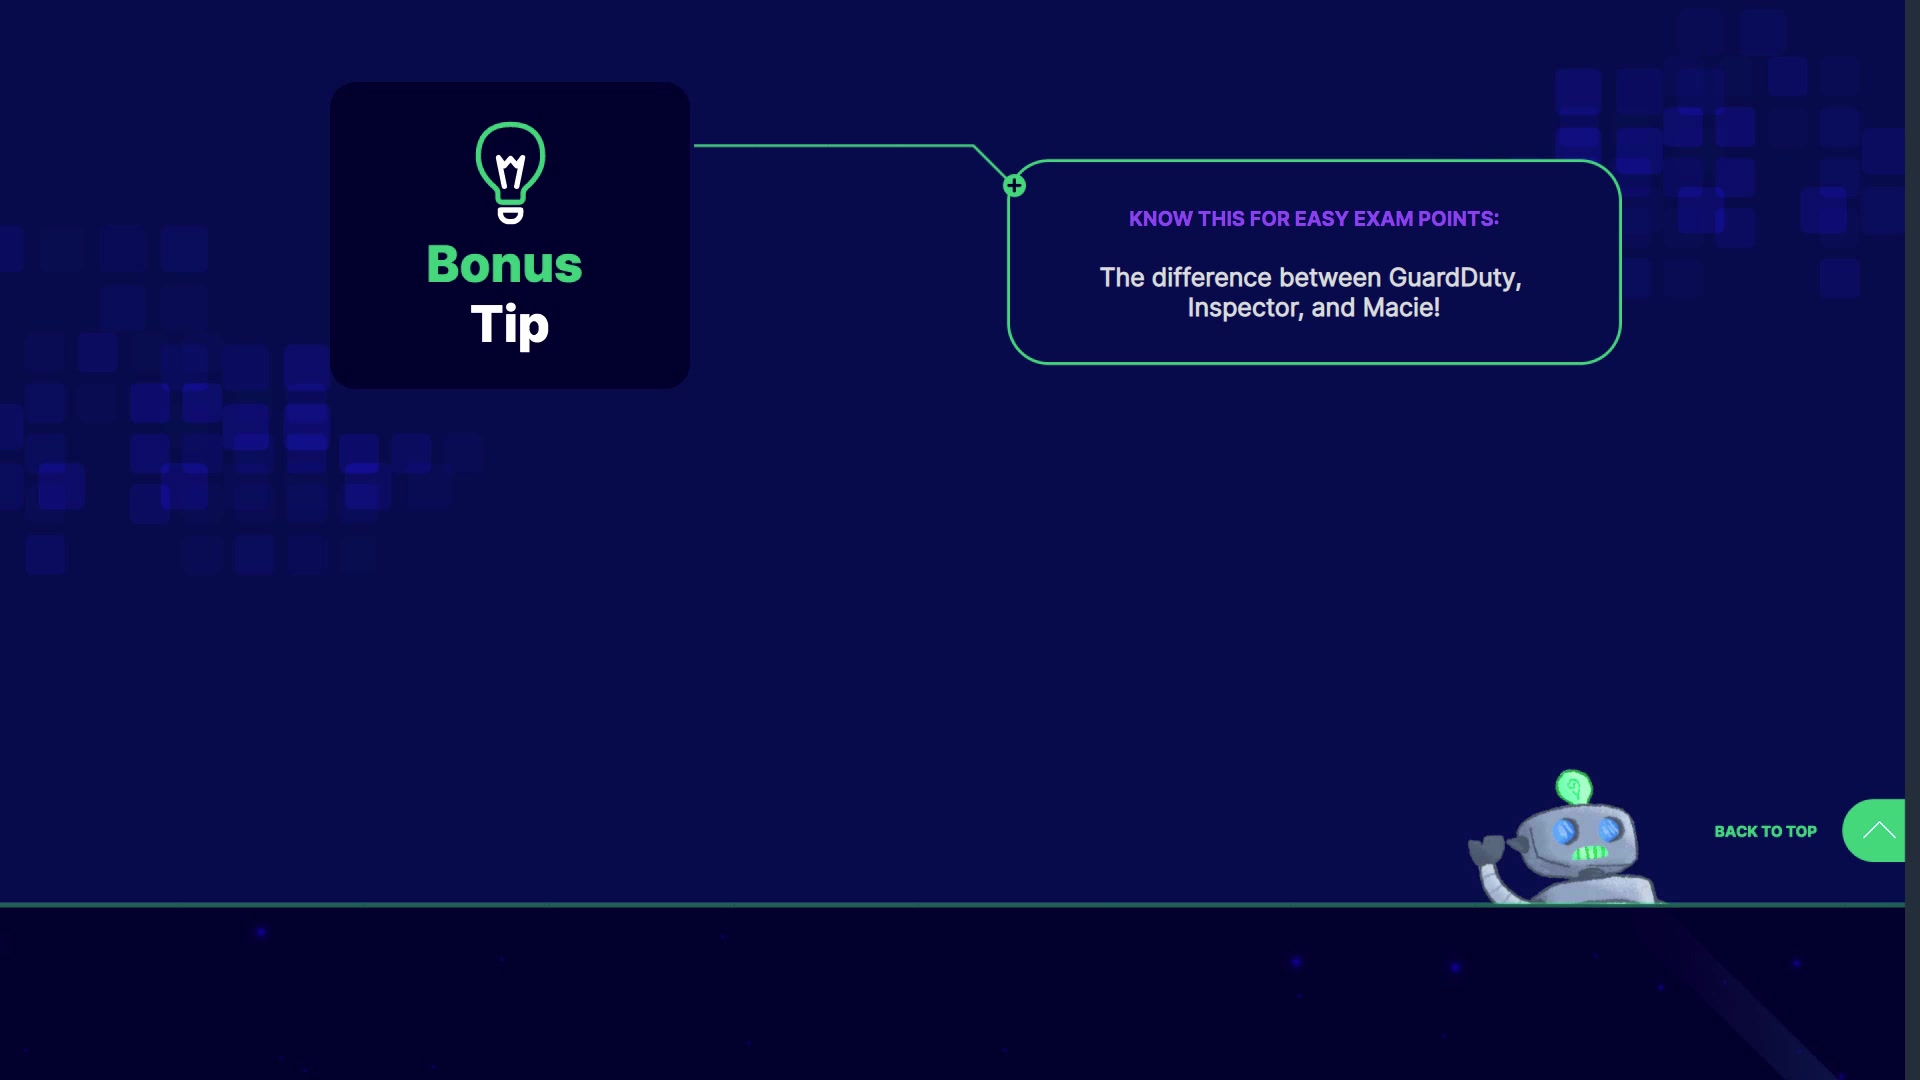 Bonus
Tip
KNOW THIS FOR EASY EXAM POINTS:
The difference between GuardDuty,
Inspector, and Macie!
BACK TO TOP